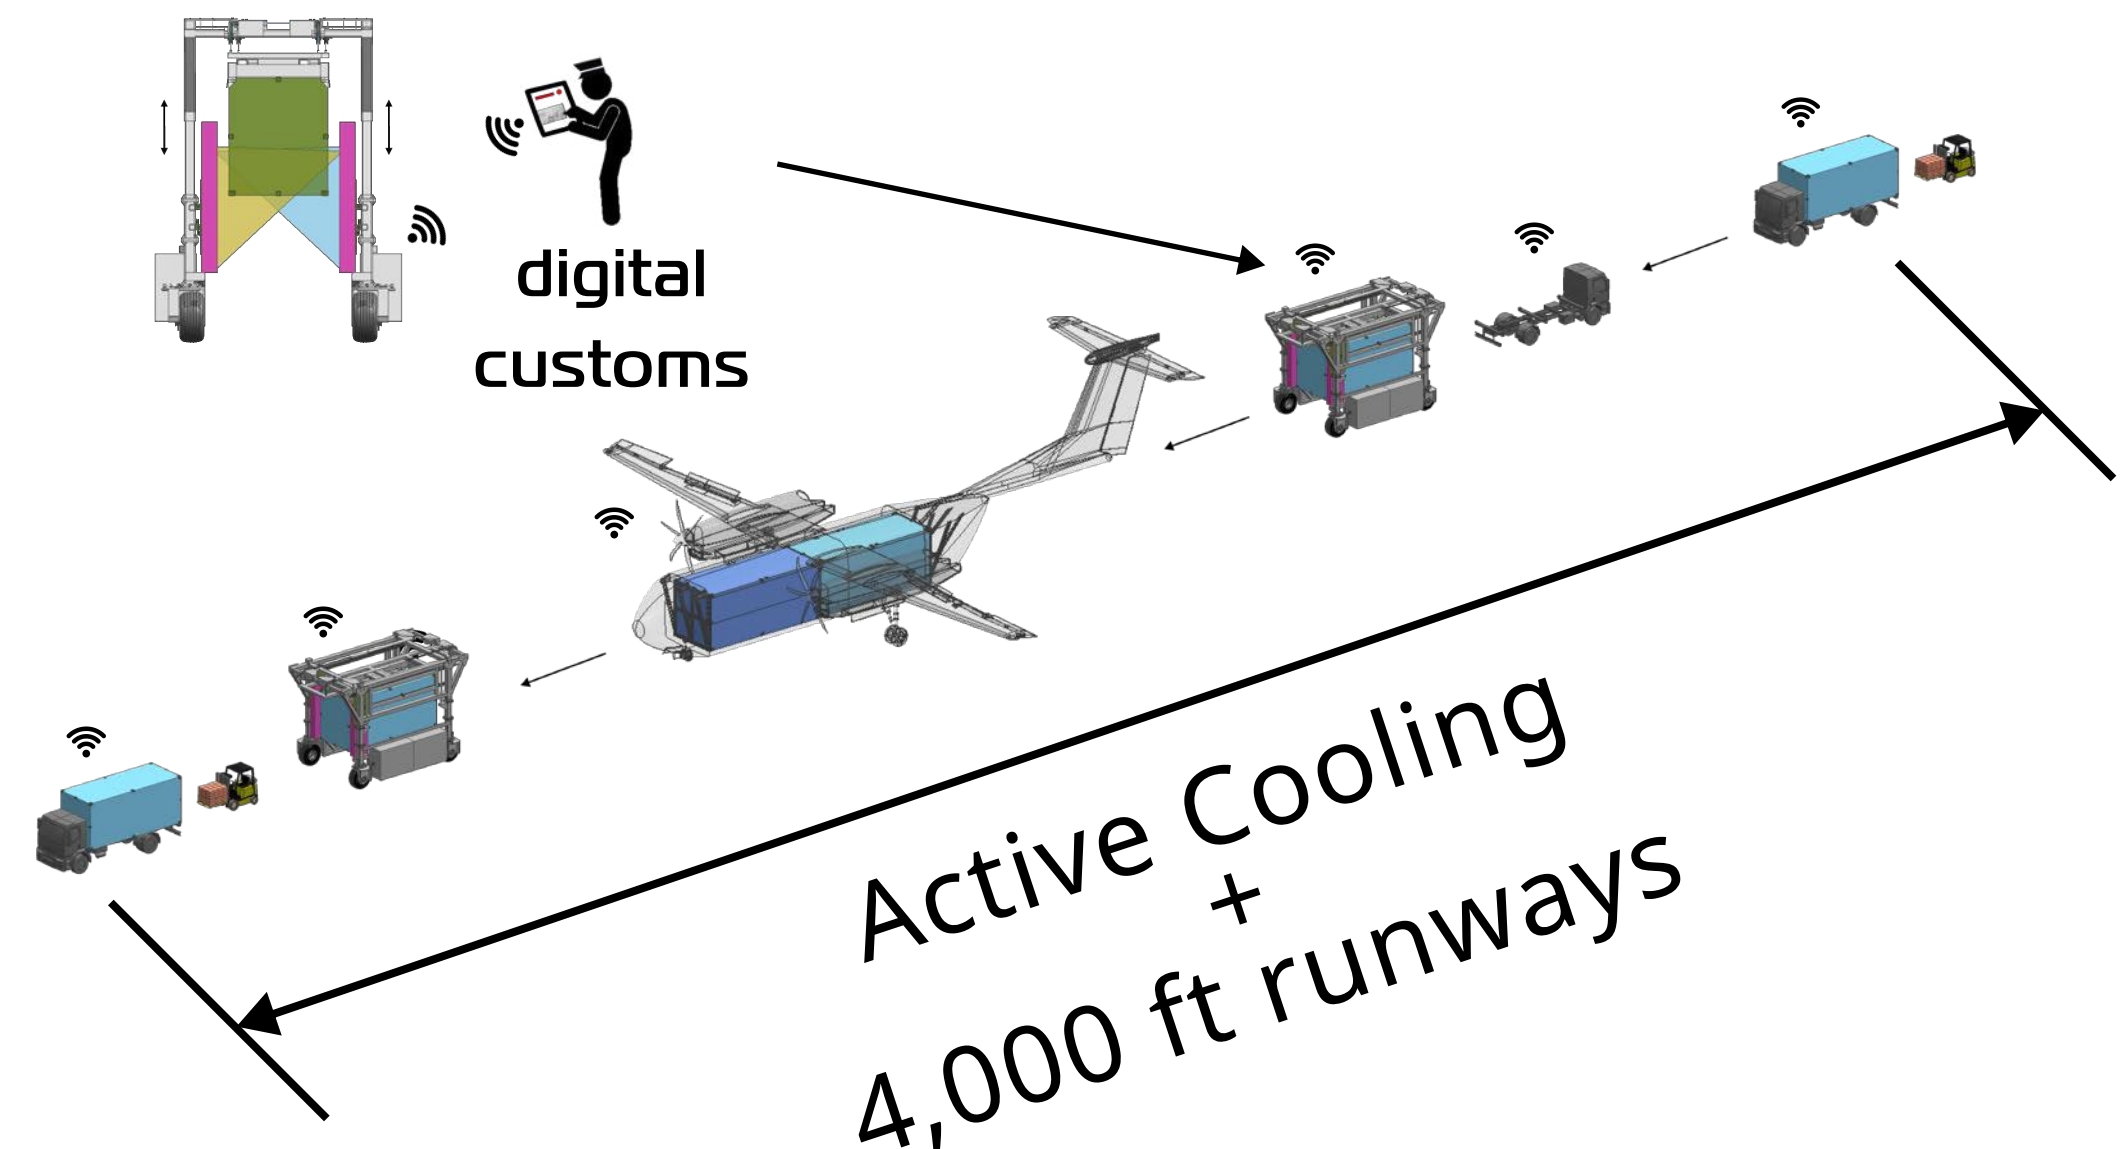 digital
customs
Active Cooling
+
4,000 ft runways